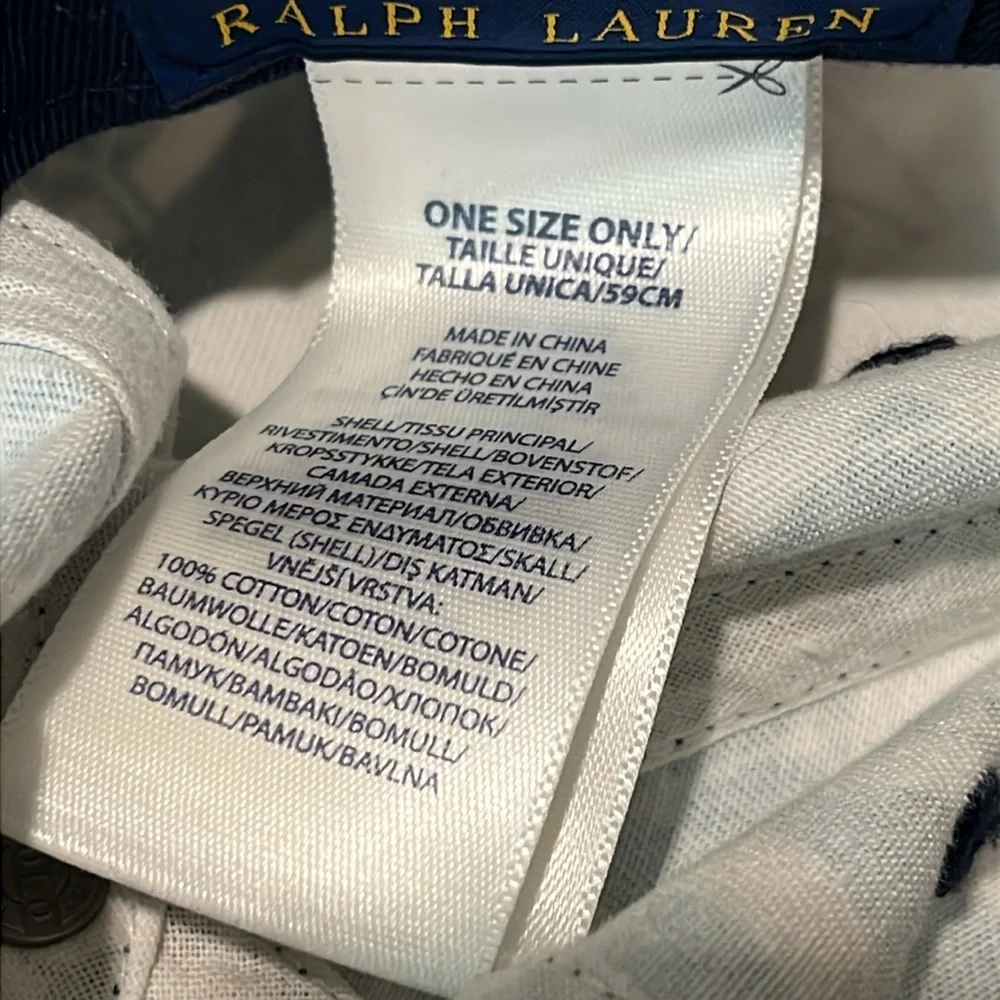 RALPH LAUREN
ONE SIZE ONLY/
TAILLE UNIQUE/
TALLA UNICA/59CM
MADE IN CHINA
FABRIQUÉ EN CHINE
HECHO EN CHINA
ÇİN'DE ÜRETİLMİŞTİR
SHELL/TISSU PRINCIPAL/
RIVESTIMENTO/SHELL/BOVENSTOF/
KROPSSTYKKE/TELA EXTERIOR/
CAMADA EXTERNA/
ВЕРХНИЙ МАТЕРИАЛ/ОБВИВКА/
ΚΥΡΙΟ ΜΕΡΟΣ ΕΝΔΥΜΑΤΟΣ/SKALL/
SPEGEL (SHELL)/DIŞ KATMAN/
VNĚJŠÍ VRSTVA:
100% COTTON/COTON/COTONE/
BAUMWOLLE/KATOEN/BOMULD/
ALGODÓN/ALGODÃO/ХЛОПОК/
ПАМУК/ΒΑΜΒΑΚΙ/BOMULL/
BOMULL/PAMUK/BAVLNA